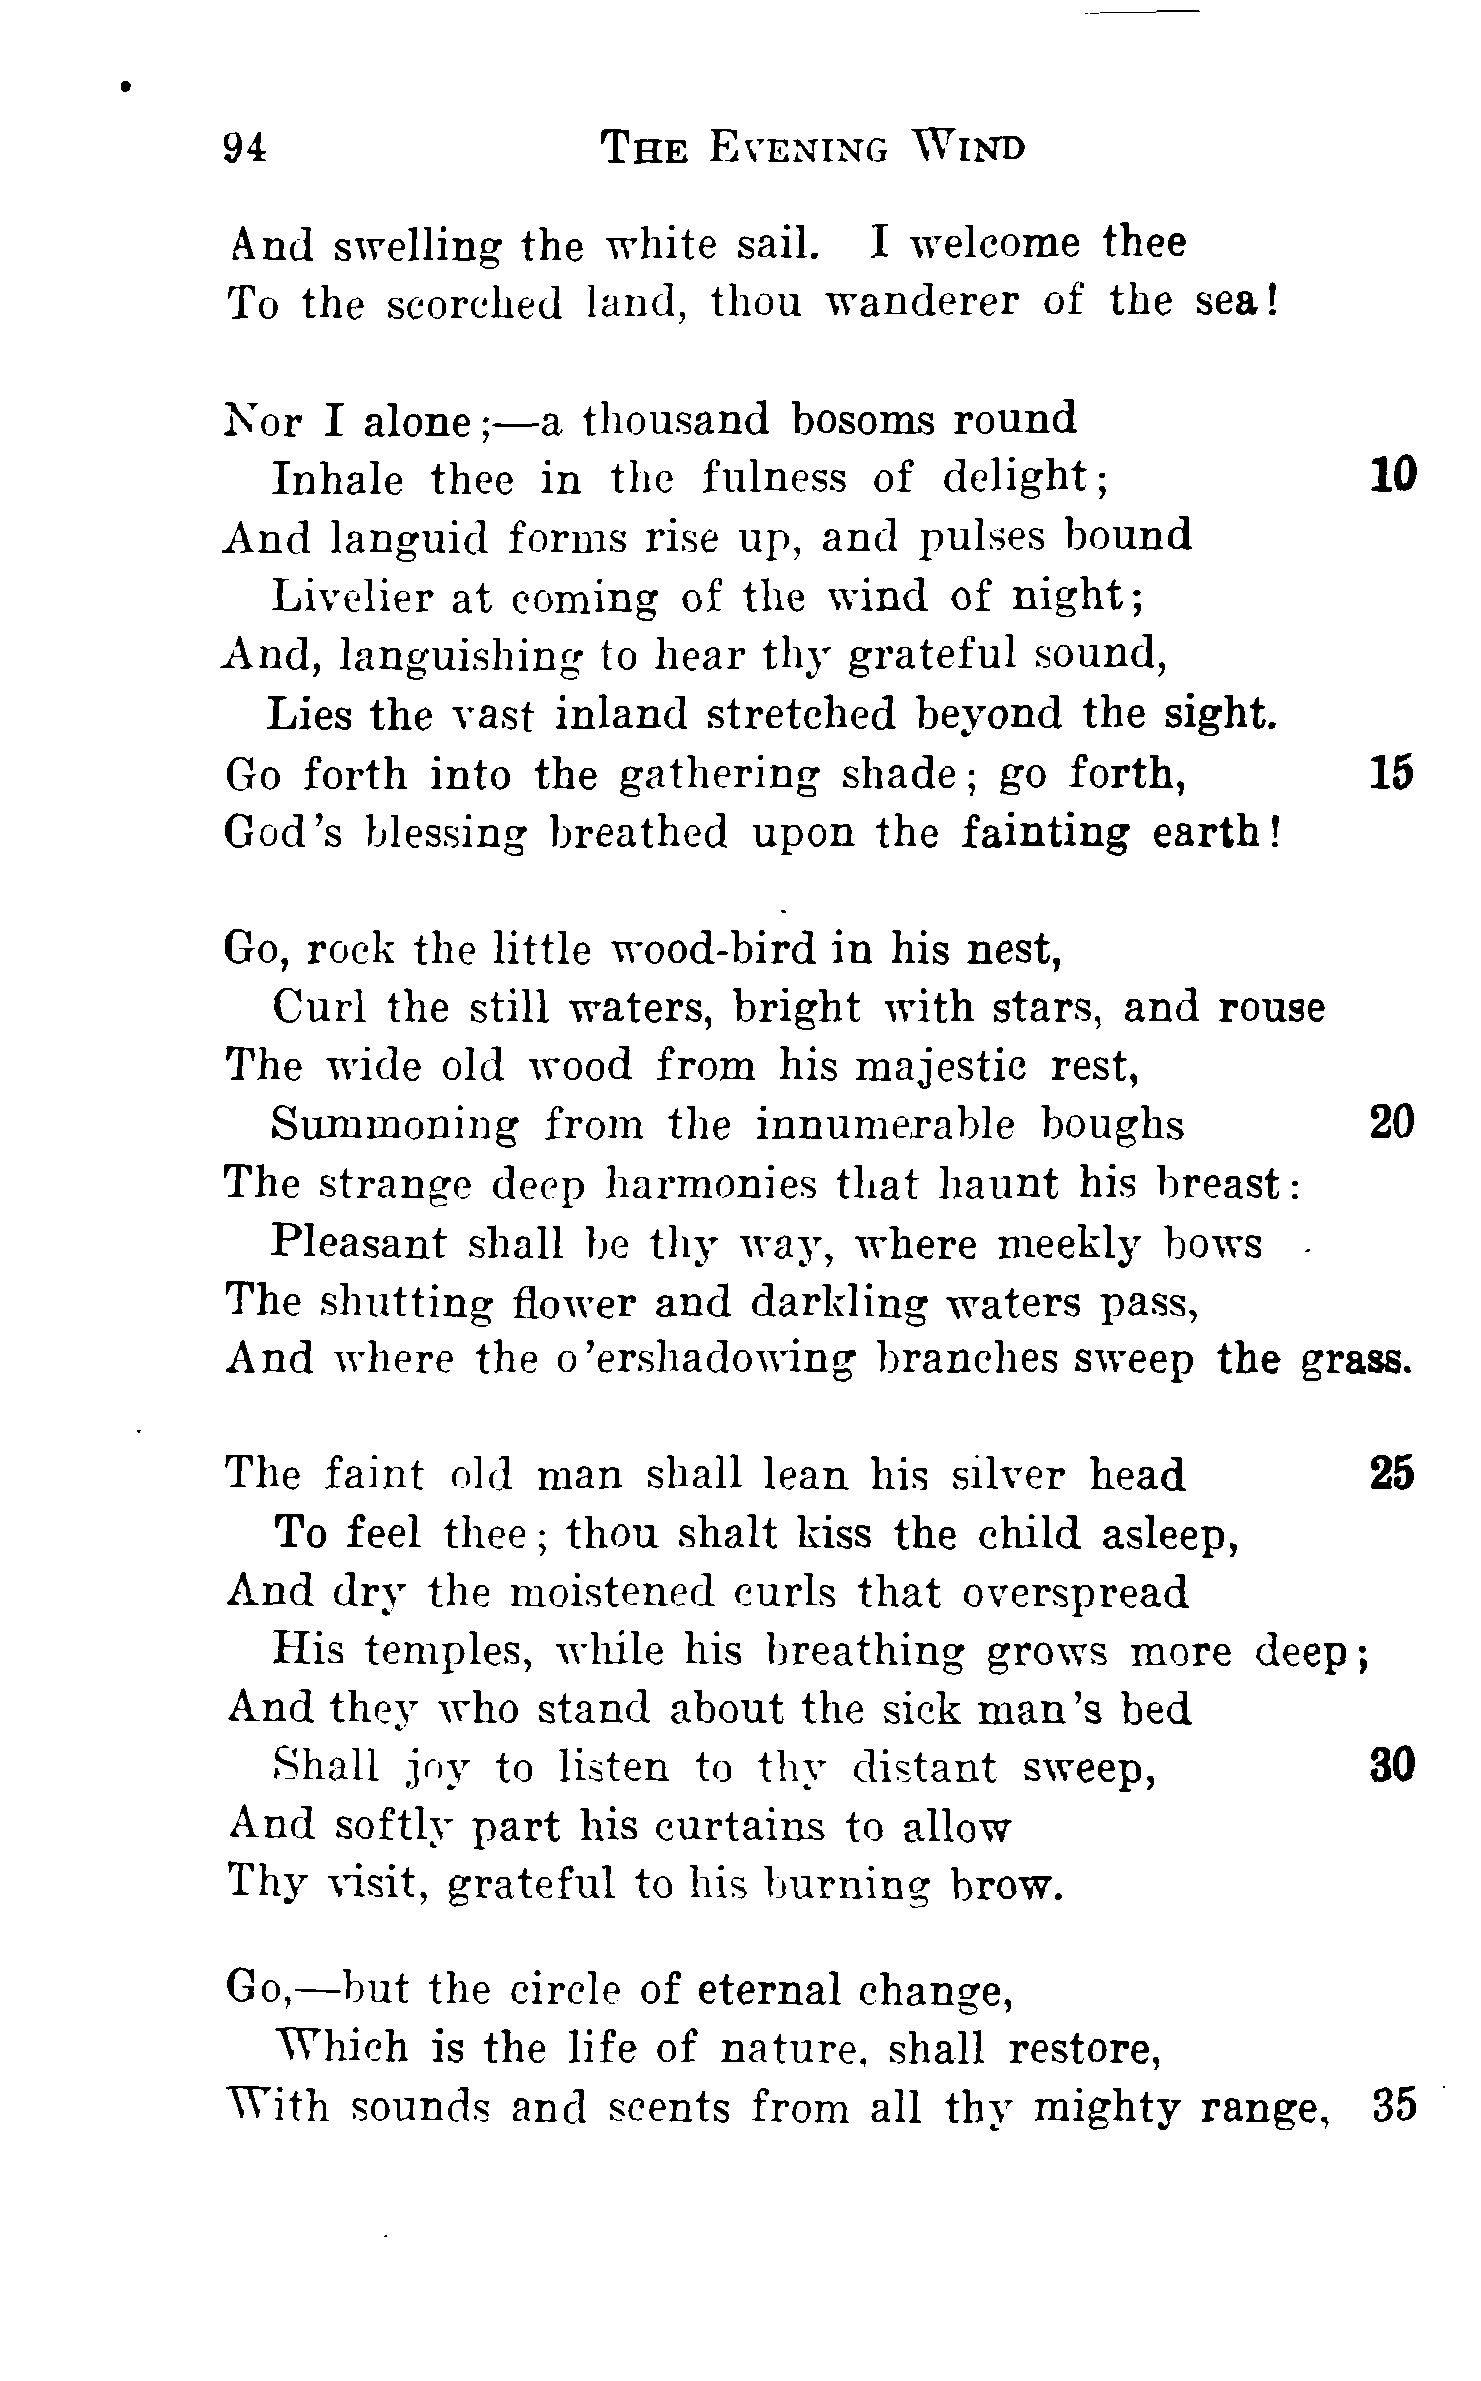 94 THE EVENING WIND
And swelling the white sail. I welcome thee
To the scorched land, thou wanderer of the sea!
Nor I alone;—a thousand bosoms round
Inhale thee in the fulness of delight; 10
And languid forms rise up, and pulses bound
Livelier at coming of the wind of night;
And, languishing to hear thy grateful sound,
Lies the vast inland stretched beyond the sight.
Go forth into the gathering shade; go forth, 15
God's blessing breathed upon the fainting earth!
Go, rock the little wood-bird in his nest,
Curl the still waters, bright with stars, and rouse
The wide old wood from his majestic rest,
Summoning from the innumerable boughs 20
The strange deep harmonies that haunt his breast:
Pleasant shall be thy way, where meekly bows
The shutting flower and darkling waters pass,
And where the o'ershadowing branches sweep the grass.
The faint old man shall lean his silver head 25
To feel thee; thou shalt kiss the child asleep,
And dry the moistened curls that overspread
His temples, while his breathing grows more deep;
And they who stand about the sick man's bed
Shall joy to listen to thy distant sweep, 30
And softly part his curtains to allow
Thy visit, grateful to his burning brow.
Go,—but the circle of eternal change,
Which is the life of nature, shall restore,
With sounds and scents from all thy mighty range, 35